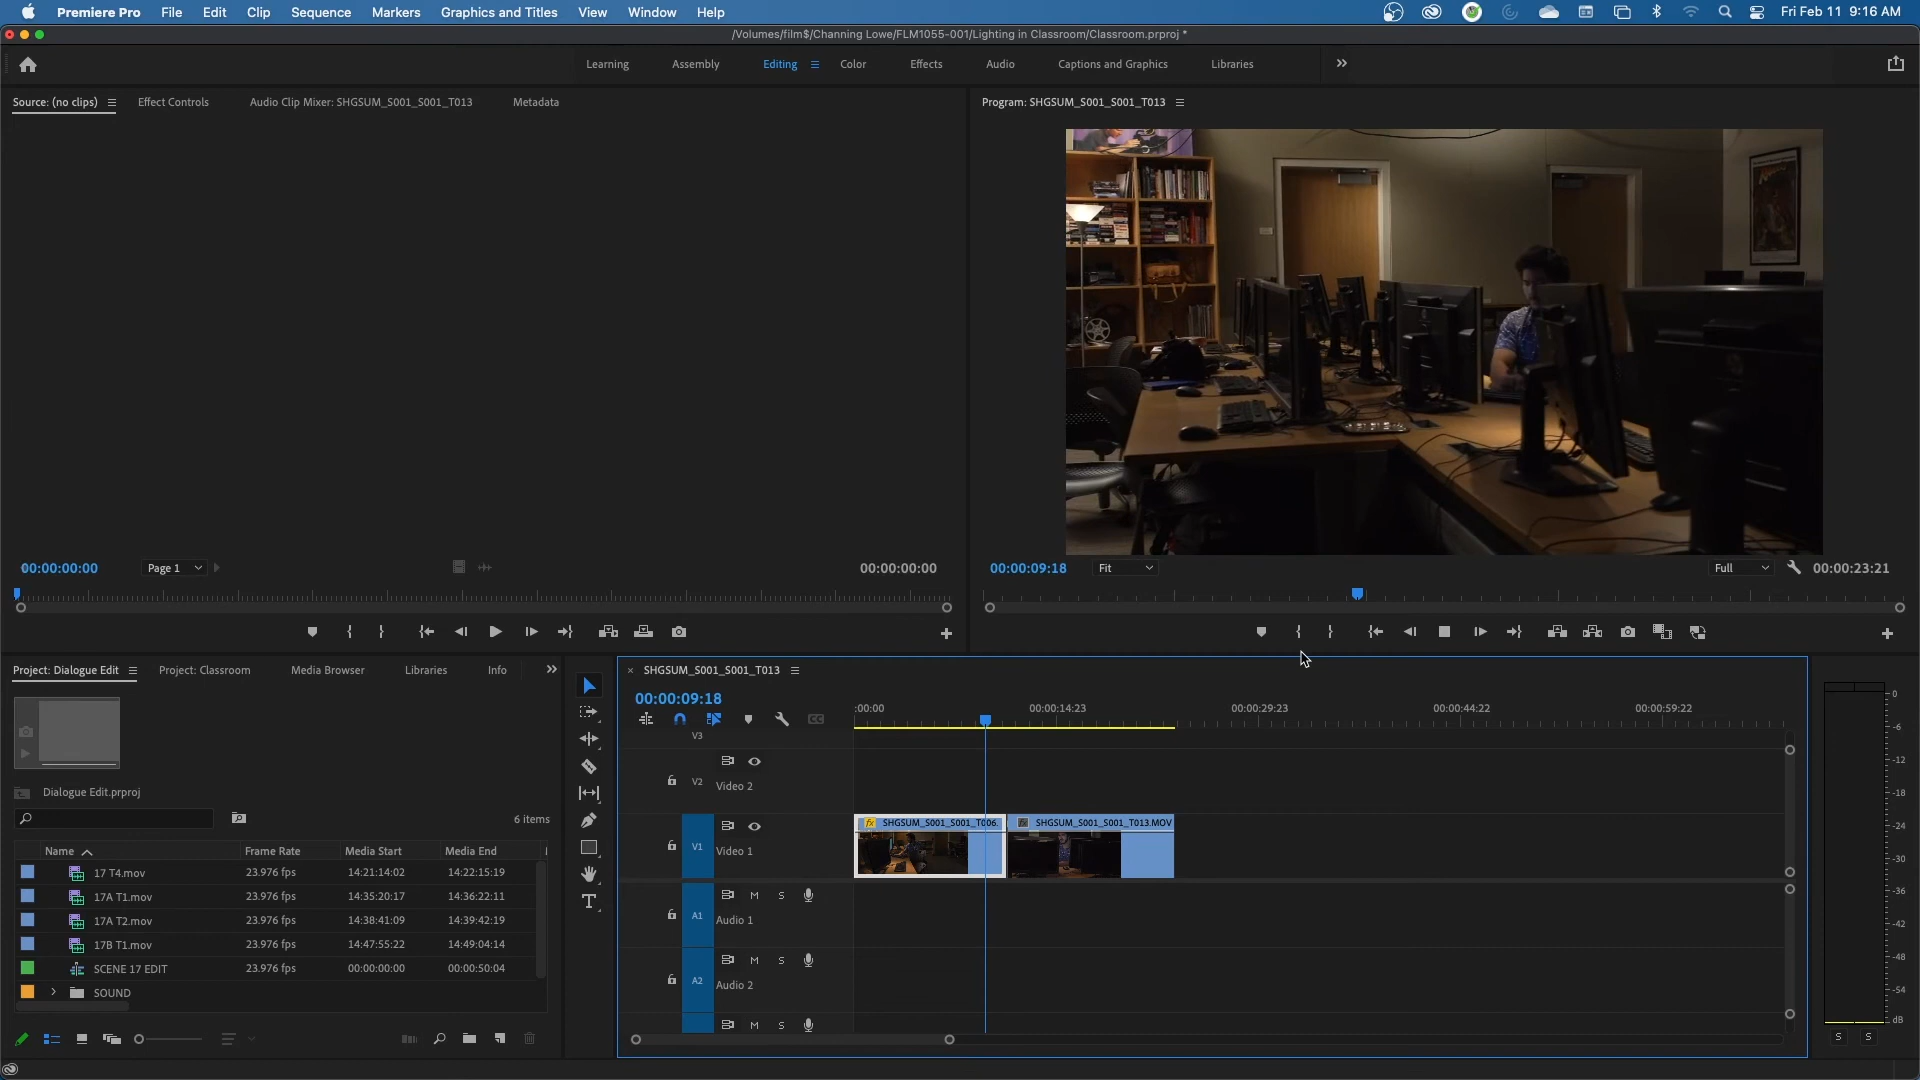 Premiere Pro File Edit Clip Sequence Markers Graphics and Titles View Window Help Fri Feb 11 9:16 AM
/Volumes/film$/Channing Lowe/FLM1055-001/Lighting in Classroom/Classroom.prproj *
Learning Assembly Editing Color Effects Audio Captions and Graphics Libraries
Source: (no clips) Effect Controls Audio Clip Mixer: SHGSUM_S001_S001_T013 Metadata
Program: SHGSUM_S001_S001_T013
00:00:00:00 Page 1 00:00:00:00
00:00:09:18 Fit Full 00:00:23:21
Project: Dialogue Edit Project: Classroom Media Browser Libraries Info
Dialogue Edit.prproj
6 items
Name Frame Rate Media Start Media End
17 T4.mov 23.976 fps 14:21:14:02 14:22:15:19
17A T1.mov 23.976 fps 14:35:20:17 14:36:22:11
17A T2.mov 23.976 fps 14:38:41:09 14:39:42:19
17B T1.mov 23.976 fps 14:47:55:22 14:49:04:14
SCENE 17 EDIT 23.976 fps 00:00:00:00 00:00:50:04
SOUND
T
SHGSUM_S001_S001_T013
00:00:09:18
:00:00 00:00:14:23 00:00:29:23 00:00:44:22 00:00:59:22
CC
V3
V2 Video 2
V1 Video 1
fx SHGSUM_S001_S001_T006. fx SHGSUM_S001_S001_T013.MOV
M S
A1 Audio 1
M S
A2 Audio 2
M S
0
-6
-12
-18
-24
-30
-36
-42
-48
-54
dB
S S